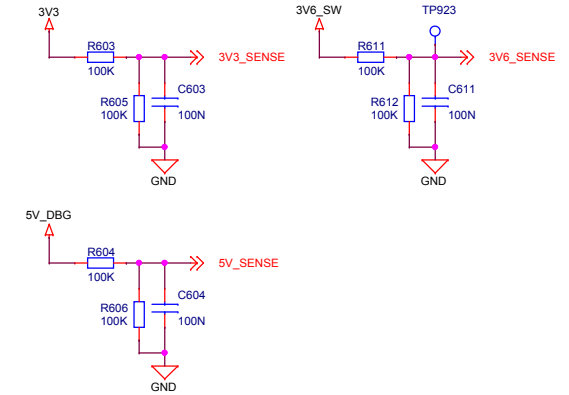 3V3
R603
100K
3V3_SENSE
R605
100K
C603
100N
GND
3V6_SW
TP923
R611
100K
3V6_SENSE
R612
100K
C611
100N
GND
5V_DBG
R604
100K
5V_SENSE
R606
100K
C604
100N
GND